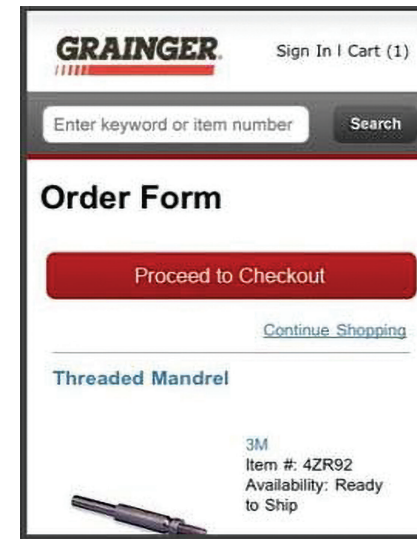 GRAINGER
Sign In | Cart (1)
Enter keyword or item number
Search
Order Form
Proceed to Checkout
Continue Shopping
Threaded Mandrel
3M
Item #: 4ZR92
Availability: Ready
to Ship